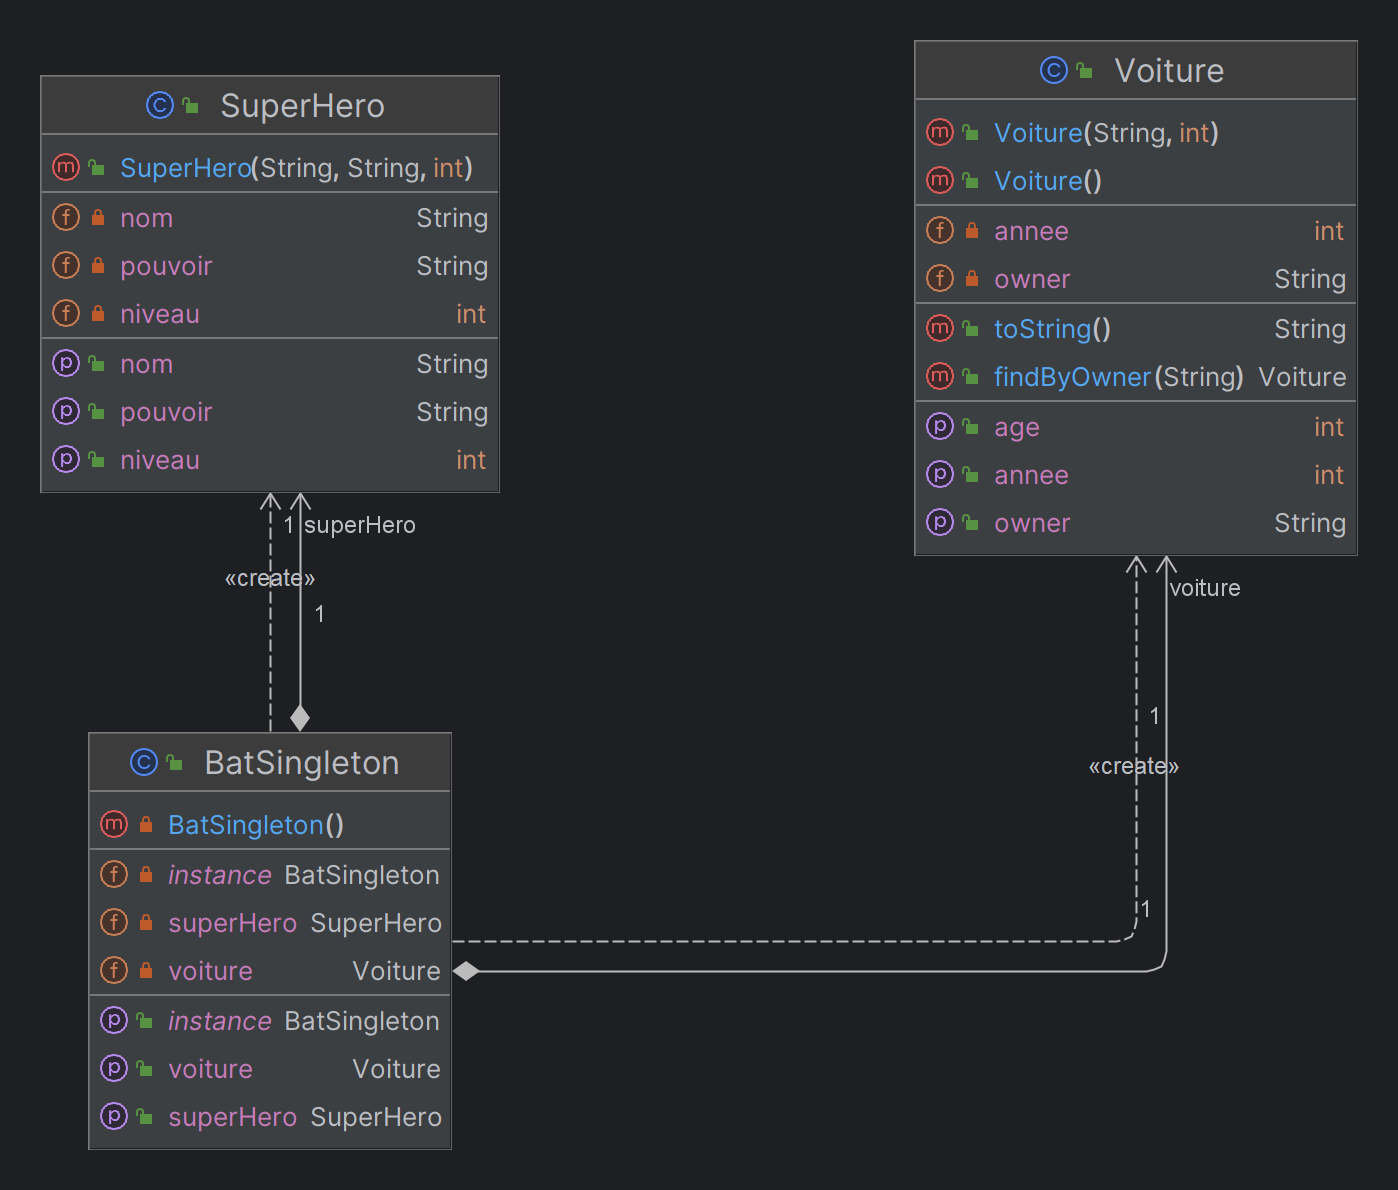 SuperHero
SuperHero(String, String, int)
nom String
pouvoir String
niveau int
nom String
pouvoir String
niveau int
Voiture
Voiture(String, int)
Voiture()
annee int
owner String
toString() String
findByOwner(String) Voiture
age int
annee int
owner String
1 superHero
«create»
1
voiture
1
«create»
1
BatSingleton
BatSingleton()
instance BatSingleton
superHero SuperHero
voiture Voiture
instance BatSingleton
voiture Voiture
superHero SuperHero